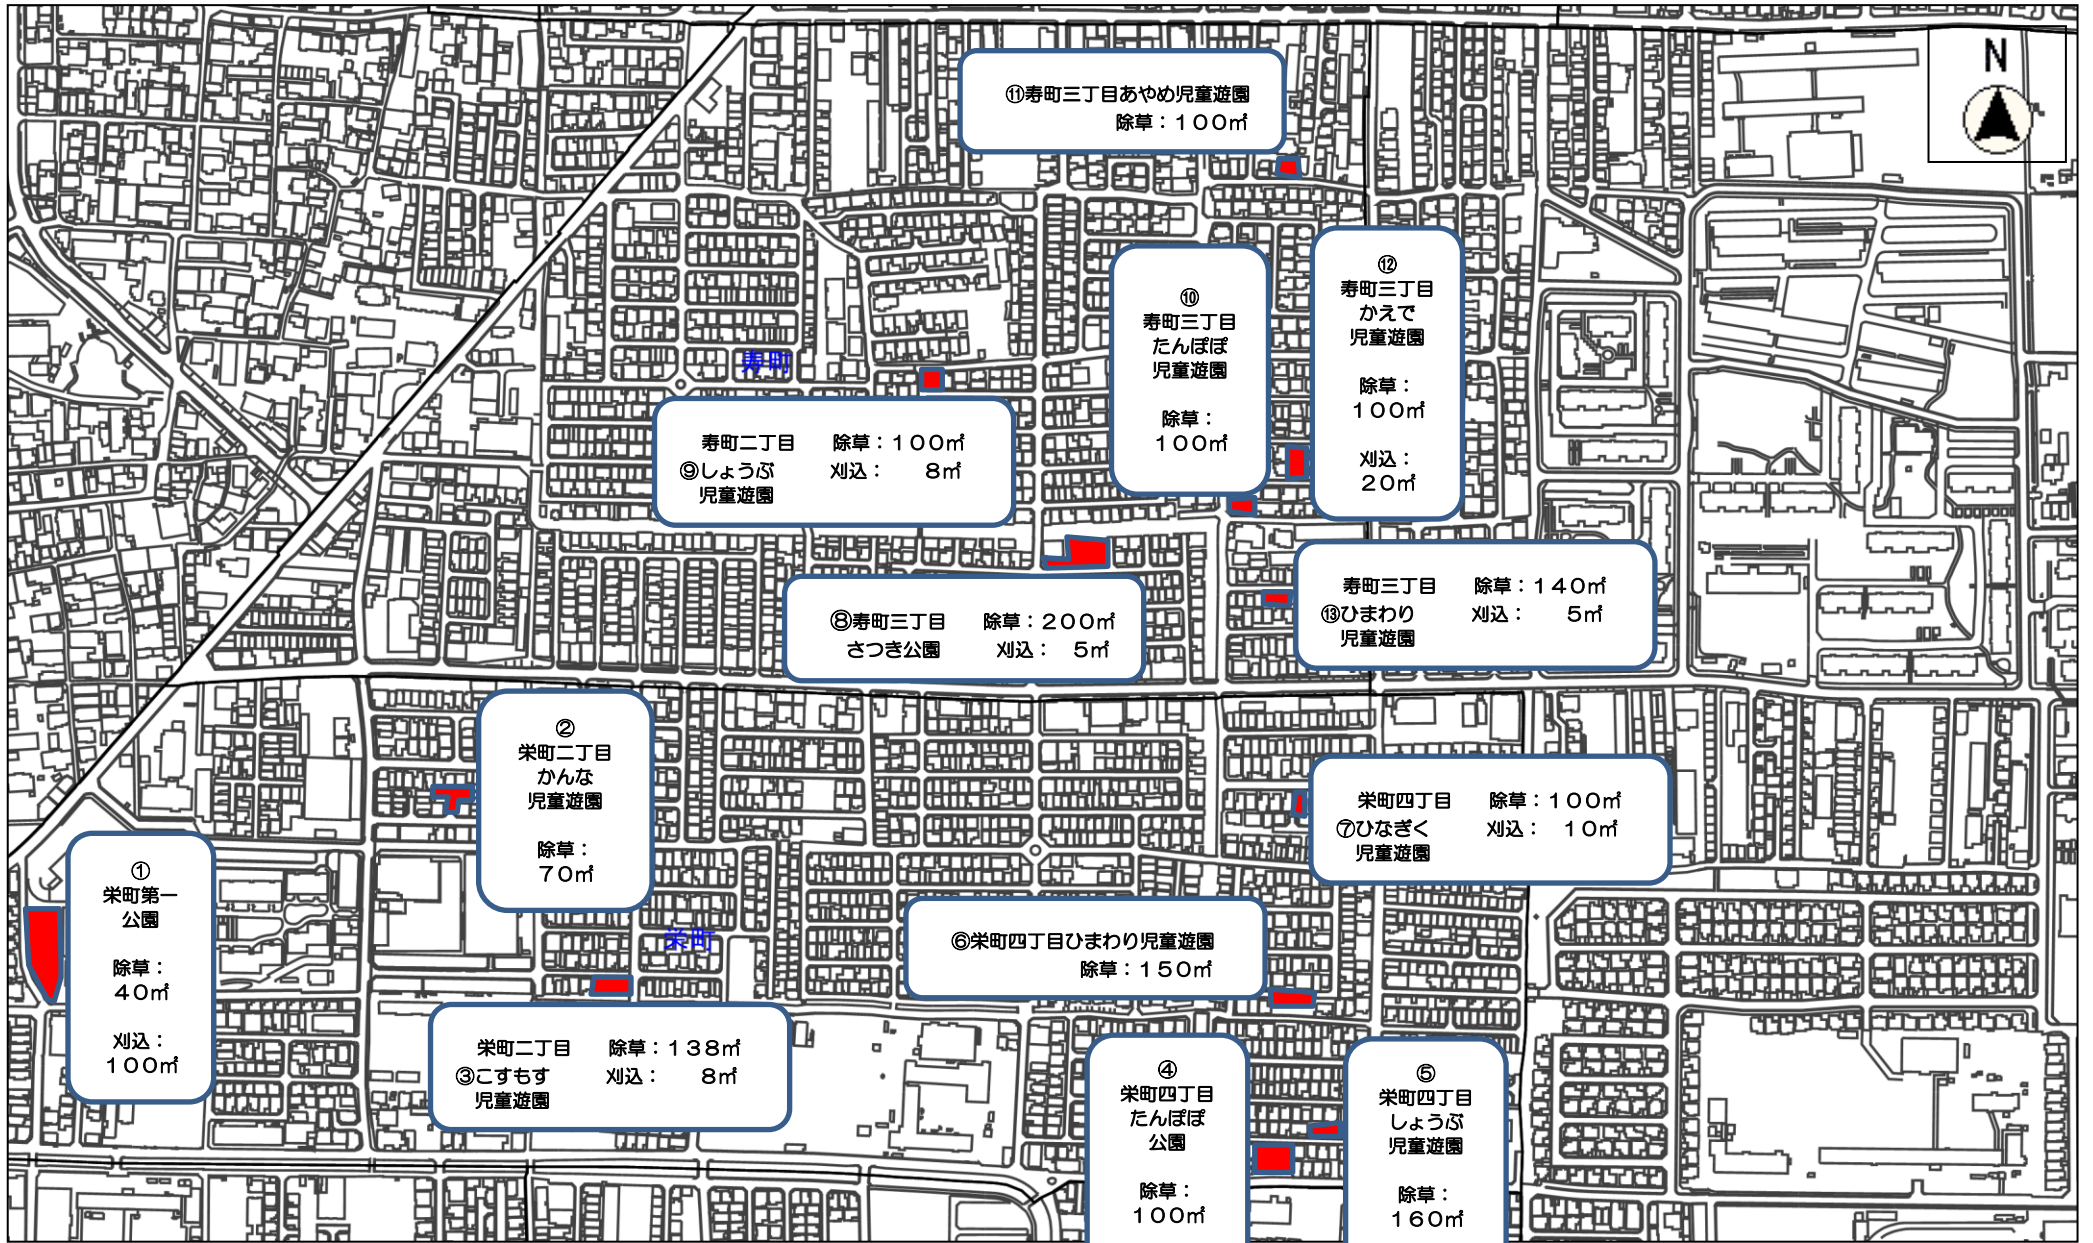 N
⑪寿町三丁目あやめ児童遊園
除草：１００㎡
⑫
寿町三丁目
かえで
児童遊園
除草：
１００㎡
刈込：
２０㎡
⑩
寿町三丁目
たんぽぽ
児童遊園
除草：
１００㎡
寿町
寿町二丁目　除草：１００㎡
⑨しょうぶ　刈込：　８㎡
児童遊園
⑧寿町三丁目　除草：２００㎡
さつき公園　刈込：　５㎡
寿町三丁目　除草：１４０㎡
⑬ひまわり　刈込：　５㎡
児童遊園
②
栄町二丁目
かんな
児童遊園
除草：
７０㎡
栄町四丁目　除草：１００㎡
⑦ひなぎく　刈込：　１０㎡
児童遊園
①
栄町第一
公園
除草：
４０㎡
刈込：
１００㎡
栄町
⑥栄町四丁目ひまわり児童遊園
除草：１５０㎡
栄町二丁目　除草：１３８㎡
③こすもす　刈込：　８㎡
児童遊園
④
栄町四丁目
たんぽぽ
公園
除草：
１００㎡
⑤
栄町四丁目
しょうぶ
児童遊園
除草：
１６０㎡